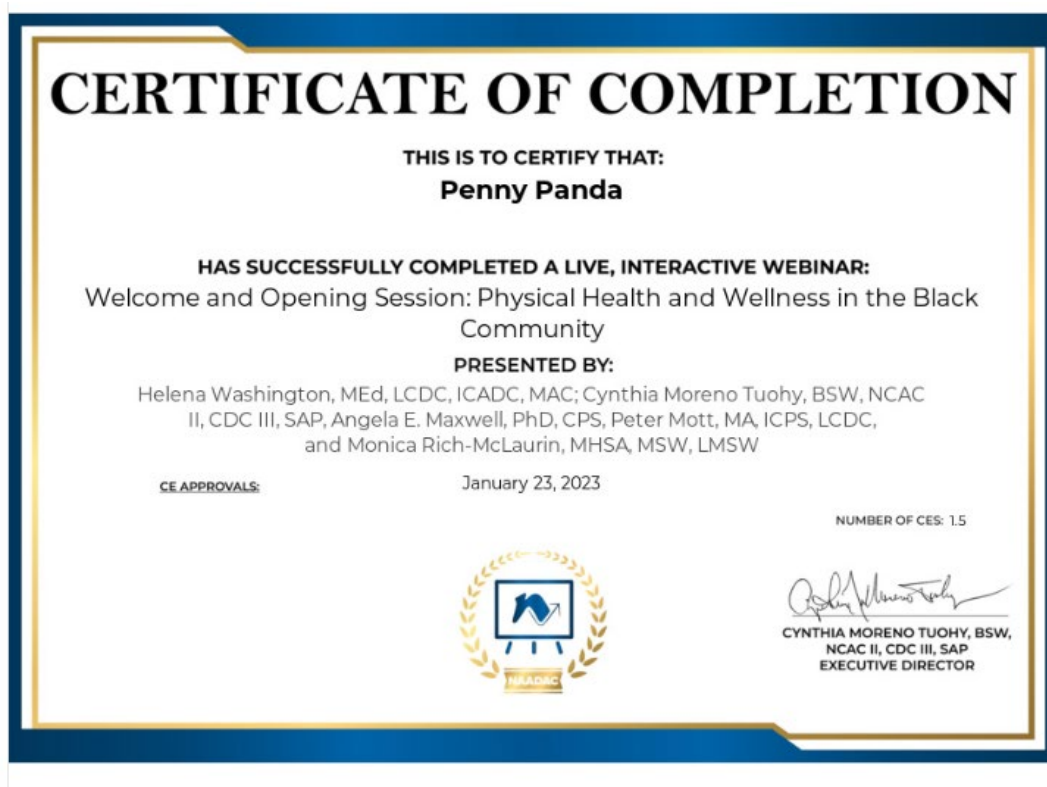 CERTIFICATE OF COMPLETION
THIS IS TO CERTIFY THAT:
Penny Panda
HAS SUCCESSFULLY COMPLETED A LIVE, INTERACTIVE WEBINAR:
Welcome and Opening Session: Physical Health and Wellness in the Black
Community
PRESENTED BY:
Helena Washington, MEd, LCDC, ICADC, MAC; Cynthia Moreno Tuohy, BSW, NCAC
II, CDC III, SAP, Angela E. Maxwell, PhD, CPS, Peter Mott, MA, ICPS, LCDC,
and Monica Rich-McLaurin, MHSA, MSW, LMSW
CE APPROVALS:
January 23, 2023
NUMBER OF CES: 1.5
NAADAC
Cynthia Moreno Tuohy
CYNTHIA MORENO TUOHY, BSW,
NCAC II, CDC III, SAP
EXECUTIVE DIRECTOR